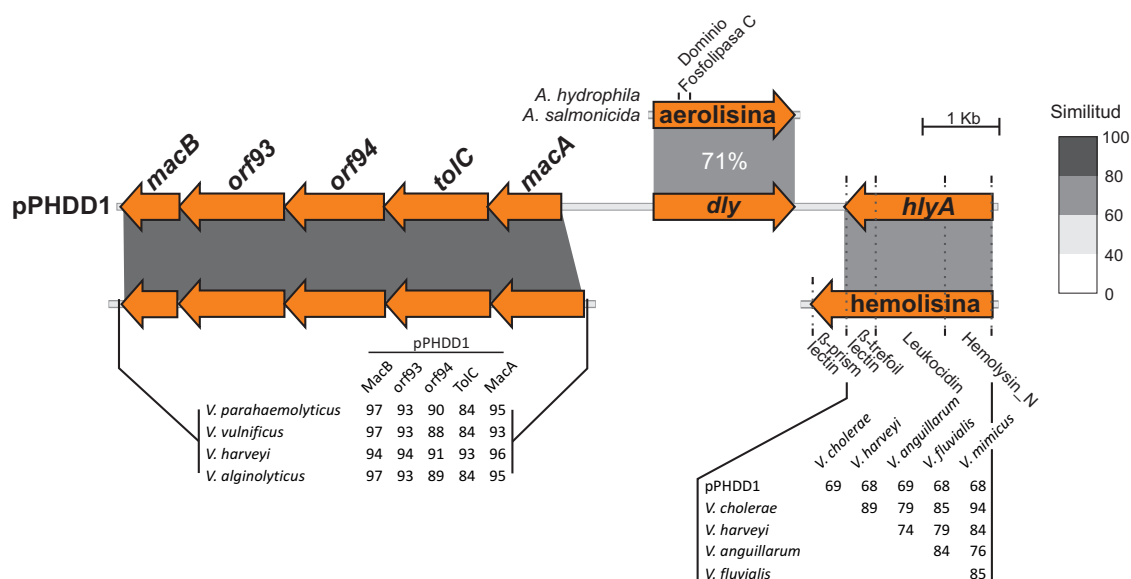 Dominio
Fosfolipasa C
A. hydrophila
A. salmonicida
aerolisina
1 Kb
Similitud
100
80
60
40
0
71%
macB
orf93
orf94
tolC
macA
pPHDD1
dly
hlyA
hemolisina
ß-prism
lectin
ß-trefoil
lectin
Leukocidin
Hemolysin_N
pPHDD1
MacB orf93 orf94 TolC MacA
V. parahaemolyticus 97 93 90 84 95
V. vulnificus 97 93 88 84 93
V. harveyi 94 94 91 93 96
V. alginolyticus 97 93 89 84 95
V. cholerae V. harveyi V. anguillarum V. fluvialis V. mimicus
pPHDD1 69 68 69 68 68
V. cholerae 89 79 85 94
V. harveyi 74 79 84
V. anguillarum 84 76
V. fluvialis 85